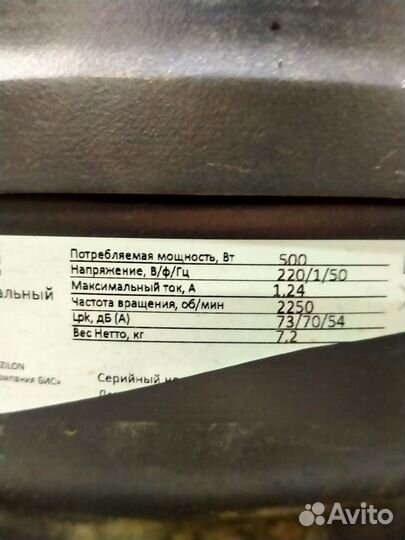 Потребляемая мощность, Вт 500
Напряжение, В/ф/Гц 220/1/50
Максимальный ток, А 1,24
Частота вращения, об/мин 2250
Lpk, дБ (А) 73/70/54
Вес Нетто, кг 7,2
альный
ZILON
омпания БИС»
Серийный
Avito